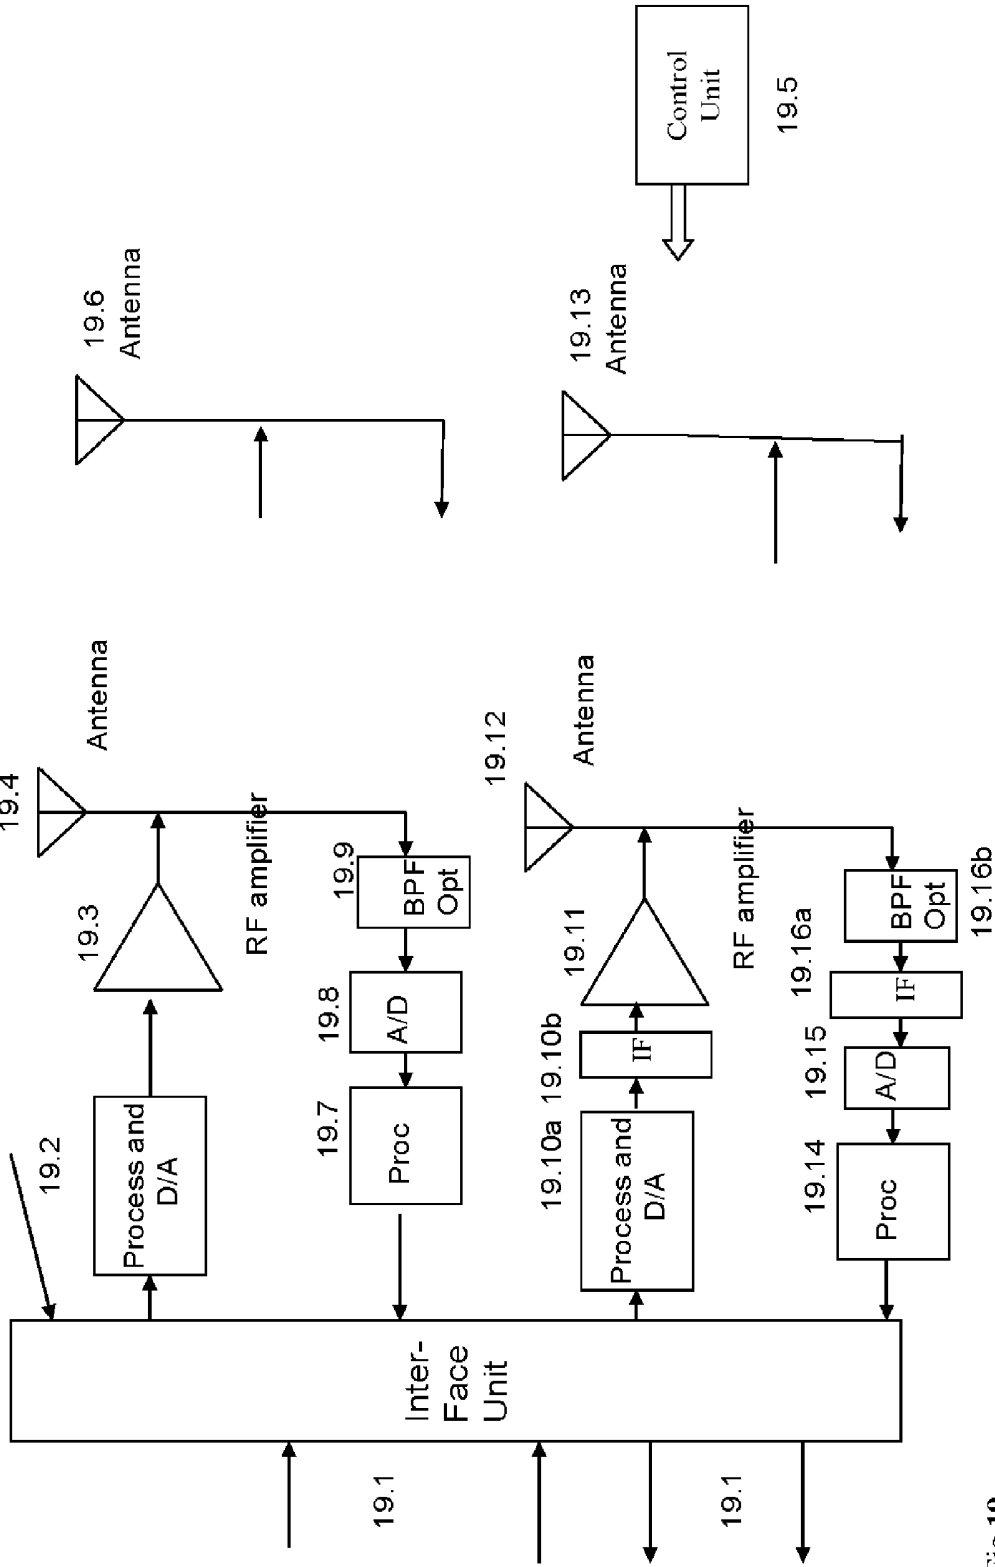 19.4
19.2
19.3
19.6
Antenna
Antenna
Process and
D/A
RF amplifier
19.7
19.8
19.9
Proc
A/D
BPF
Opt
19.1
Inter-
Face
Unit
19.12
19.10a
19.10b
19.11
19.13
Antenna
Antenna
Process and
D/A
IF
RF amplifier
Control
Unit
19.5
19.1
19.14
19.15
19.16a
Proc
A/D
IF
BPF
Opt
19.16b
Fig 19